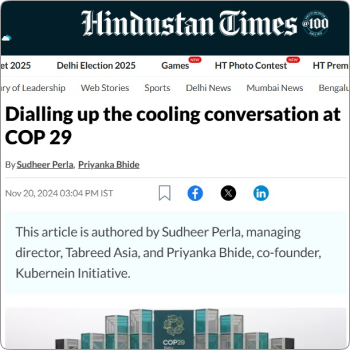 Hindustan Times @100
et 2025 Delhi Election 2025 Games NEW HT Photo Contest NEW HT Prem
ry of Leadership Web Stories Sports Delhi News Mumbai News Bengalu
Dialling up the cooling conversation at
COP 29
By Sudheer Perla, Priyanka Bhide
Nov 20, 2024 03:04 PM IST
This article is authored by Sudheer Perla, managing
director, Tabreed Asia, and Priyanka Bhide, co-founder,
Kubernein Initiative.
COP29